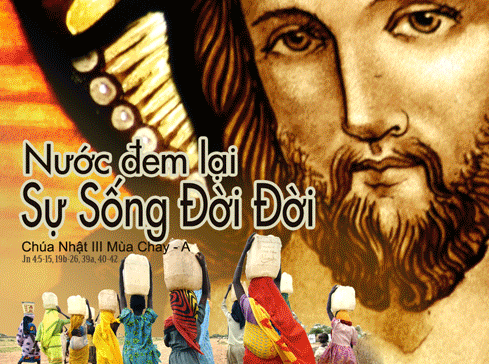 Nước đem lại
Sự Sống Đời Đời
Chúa Nhật III Mùa Chay - A
Jn 4:5-15, 19b-26, 39a, 40-42